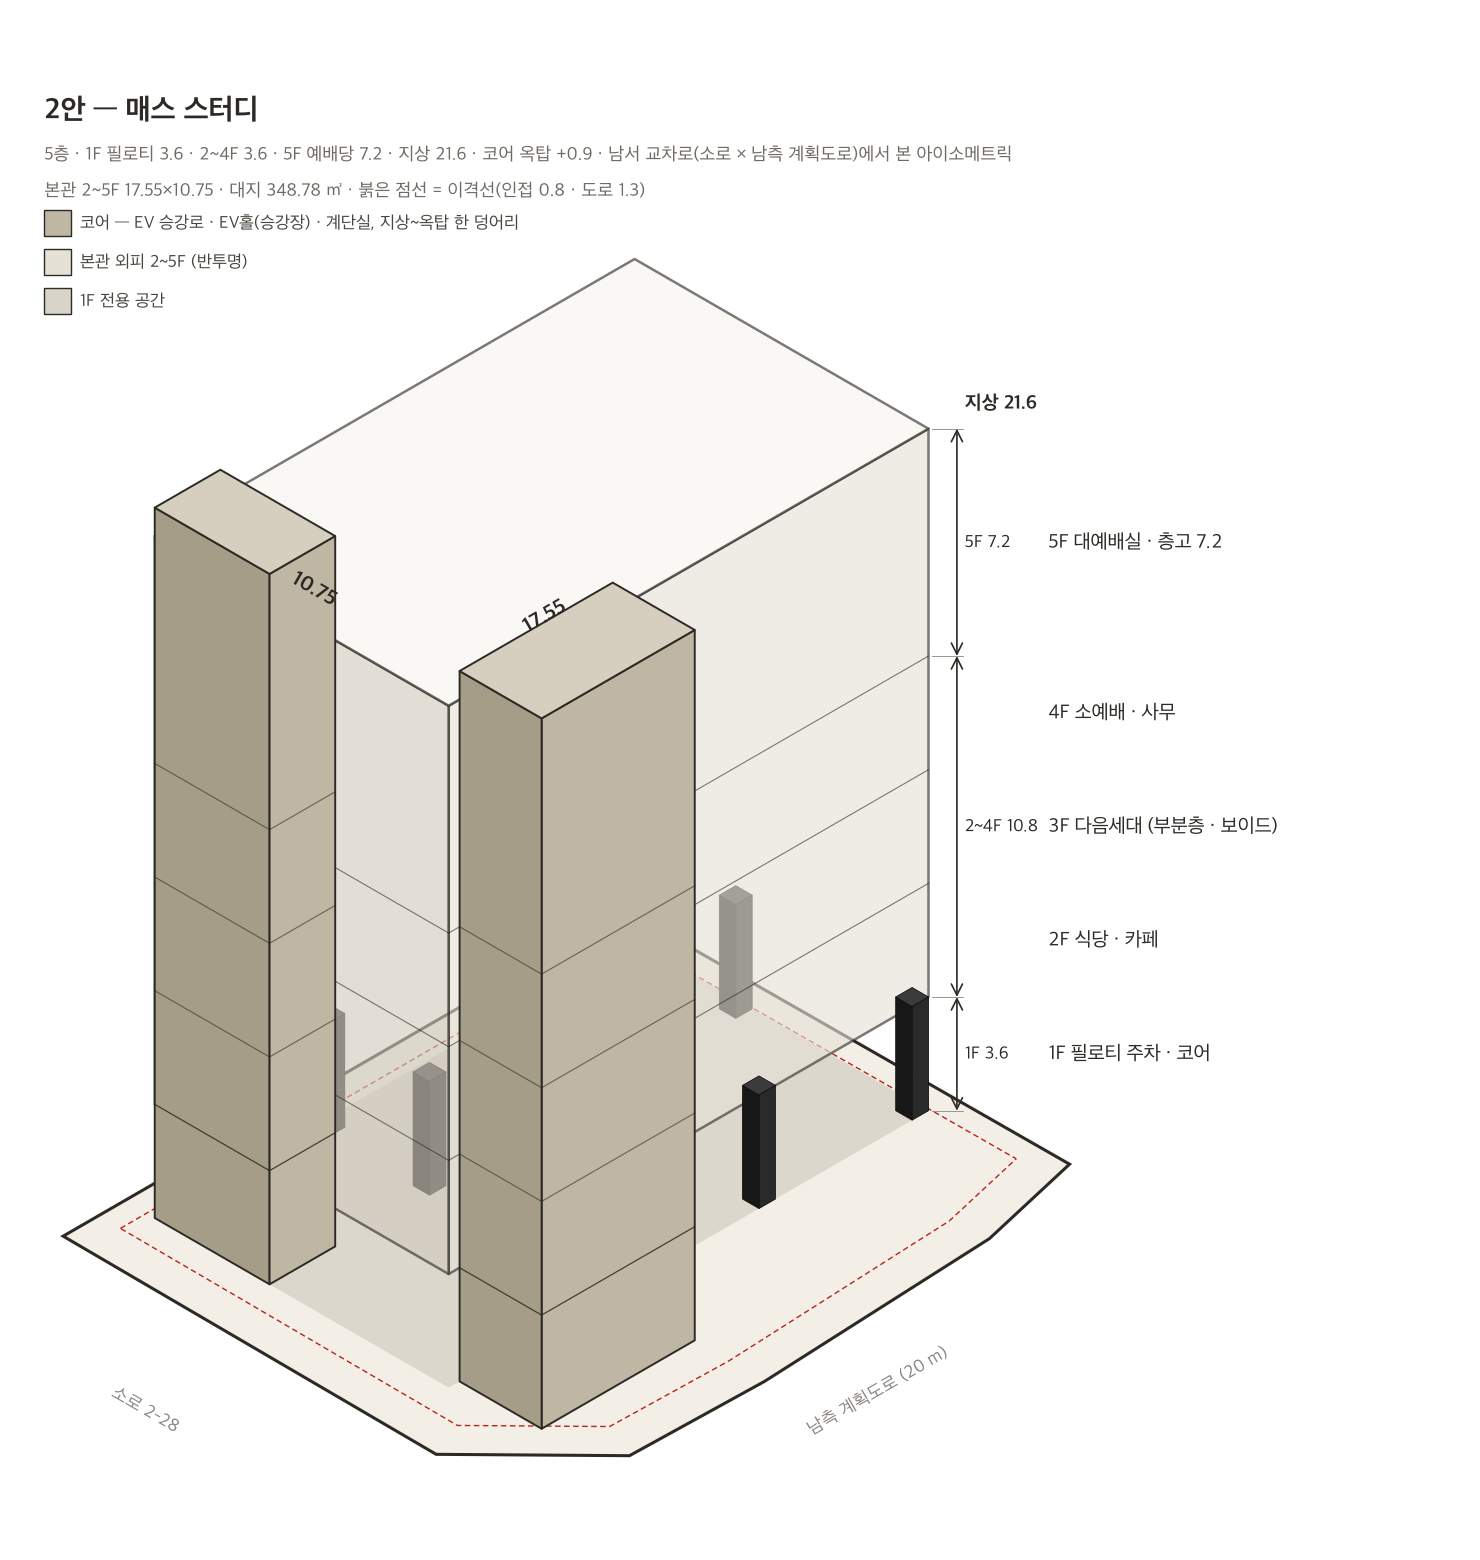 2안 — 매스 스터디
5층 · 1F 필로티 3.6 · 2~4F 3.6 · 5F 예배당 7.2 · 지상 21.6 · 코어 옥탑 +0.9 · 남서 교차로(소로 × 남측 계획도로)에서 본 아이소메트릭
본관 2~5F 17.55×10.75 · 대지 348.78 ㎡ · 붉은 점선 = 이격선(인접 0.8 · 도로 1.3)
코어 — EV 승강로 · EV홀(승강장) · 계단실, 지상~옥탑 한 덩어리
본관 외피 2~5F (반투명)
1F 전용 공간
지상 21.6
5F 7.2
5F 대예배실 · 층고 7.2
10.75
17.55
4F 소예배 · 사무
2~4F 10.8
3F 다음세대 (부분층 · 보이드)
2F 식당 · 카페
1F 3.6
1F 필로티 주차 · 코어
소로 2-28
남측 계획도로 (20 m)